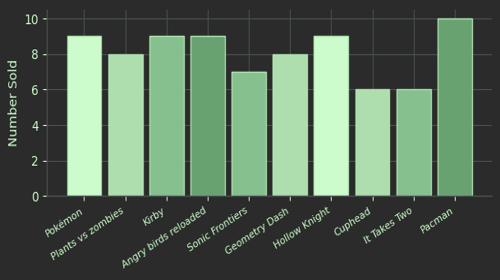 Number Sold
10
8
6
4
2
0
Pokémon
Plants vs zombies
Kirby
Angry birds reloaded
Sonic Frontiers
Geometry Dash
Hollow Knight
Cuphead
It Takes Two
Pacman